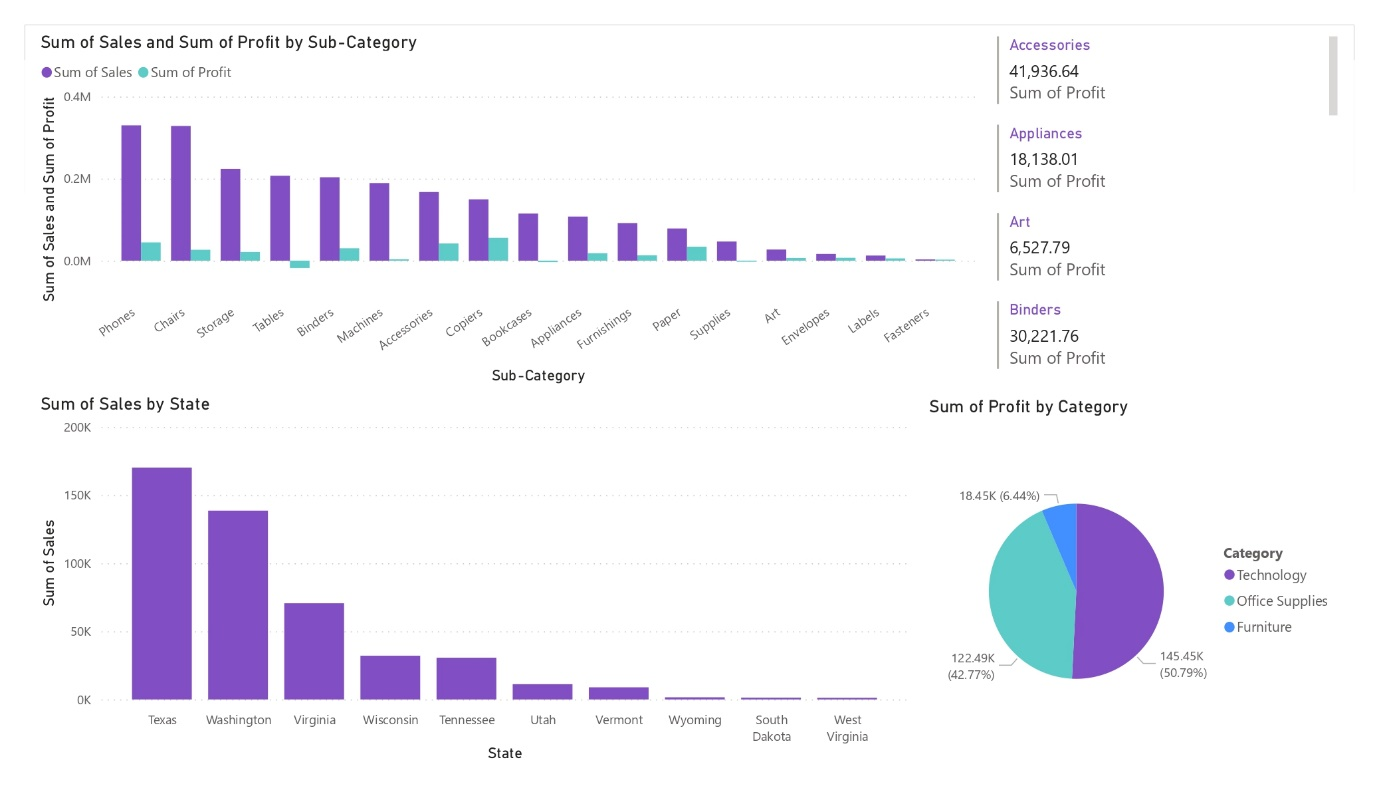 Sum of Sales and Sum of Profit by Sub-Category
Sum of Sales Sum of Profit
Sum of Sales and Sum of Profit
0.4M
0.2M
0.0M
Phones
Chairs
Storage
Tables
Binders
Machines
Accessories
Copiers
Bookcases
Appliances
Furnishings
Paper
Supplies
Art
Envelopes
Labels
Fasteners
Sub-Category
Accessories
41,936.64
Sum of Profit
Appliances
18,138.01
Sum of Profit
Art
6,527.79
Sum of Profit
Binders
30,221.76
Sum of Profit
Sum of Sales by State
Sum of Sales
200K
150K
100K
50K
0K
Texas
Washington
Virginia
Wisconsin
Tennessee
Utah
Vermont
Wyoming
South
Dakota
West
Virginia
State
Sum of Profit by Category
18.45K (6.44%)
122.49K
(42.77%)
145.45K
(50.79%)
Category
Technology
Office Supplies
Furniture